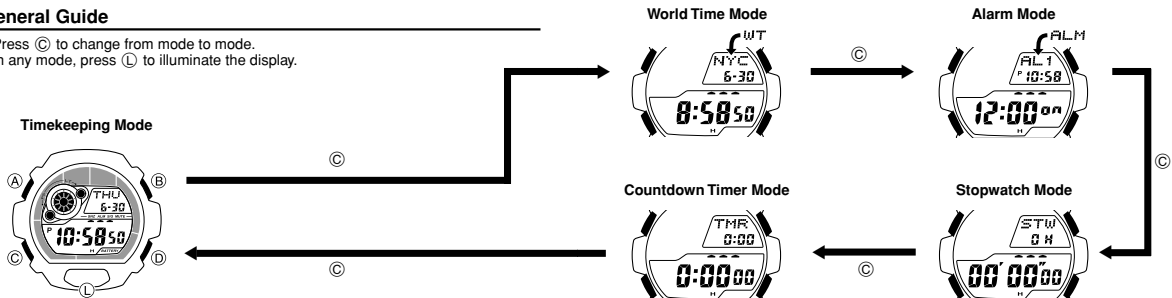 eneral Guide
Press Ⓒ to change from mode to mode.
n any mode, press Ⓛ to illuminate the display.
World Time Mode
WT
NYC
6-30
8:58 50
H
Ⓒ
Alarm Mode
ALM
AL1
P 10:58
12:00 on
H
Ⓒ
Timekeeping Mode
Ⓐ
Ⓑ
THU
6-30
P 10:58 50
H BATTERY
Ⓒ
Ⓓ
Ⓛ
Ⓒ
Ⓒ
Countdown Timer Mode
TMR
0:00
0:00 00
H
Ⓒ
Stopwatch Mode
STW
0 H
00' 00" 00
H